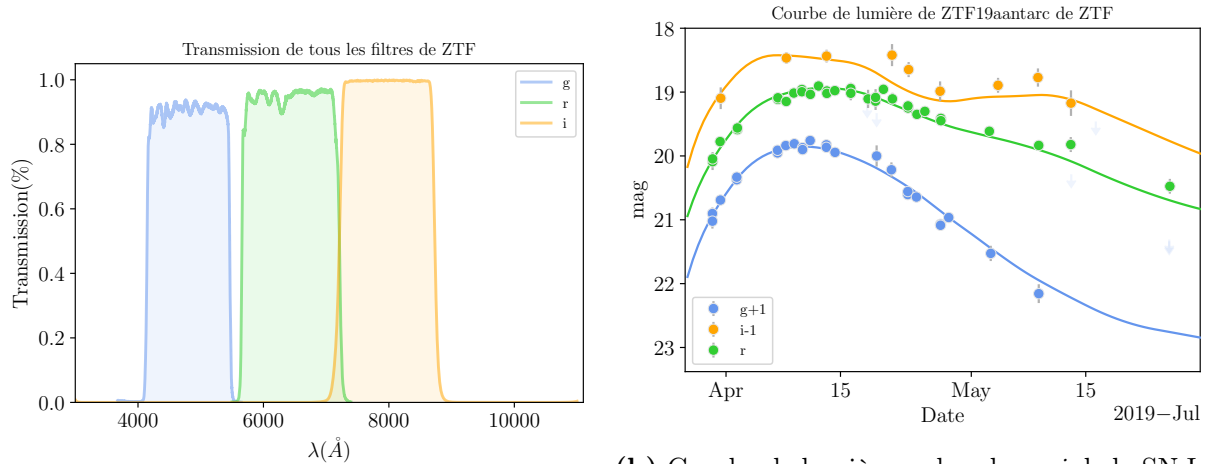 Transmission de tous les filtres de ZTF
1.0
0.8
0.6
0.4
0.2
0.0
Transmission(%)
g
r
i
4000
6000
8000
10000
λ(Å)
Courbe de lumière de ZTF19aantarc de ZTF
18
19
20
21
22
23
mag
g+1
i-1
r
Apr
15
May
15
Date
2019−Jul